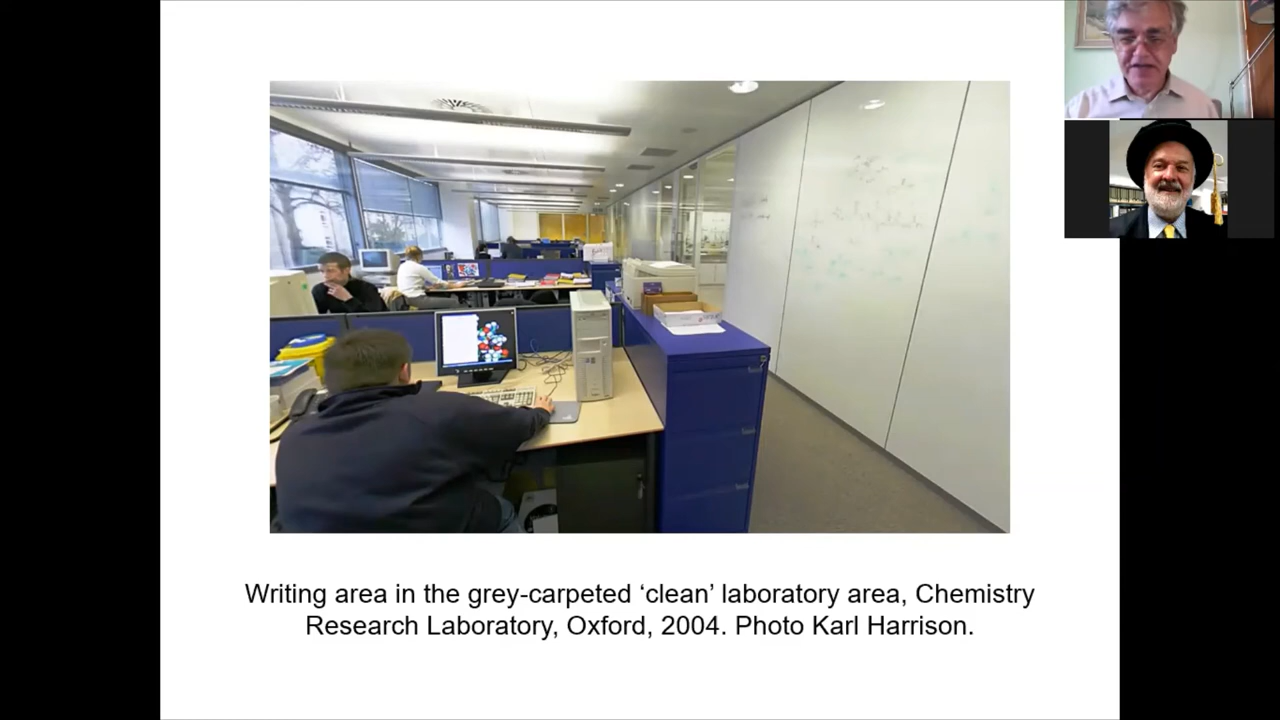 Writing area in the grey-carpeted ‘clean’ laboratory area, Chemistry
Research Laboratory, Oxford, 2004. Photo Karl Harrison.